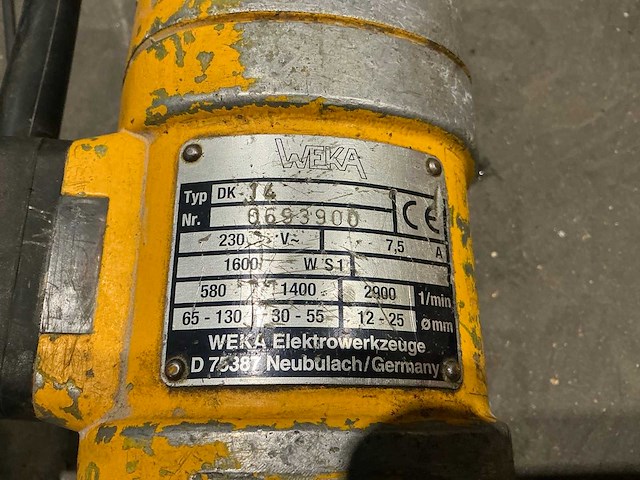 WEKA
Typ DK 14
Nr. 0693900 CE
230 V~ 7,5 A
1600 W S1
580 1400 2900 1/min
65 - 130 30 - 55 12 - 25 ømm
WEKA Elektrowerkzeuge
D 75387 Neubulach/Germany